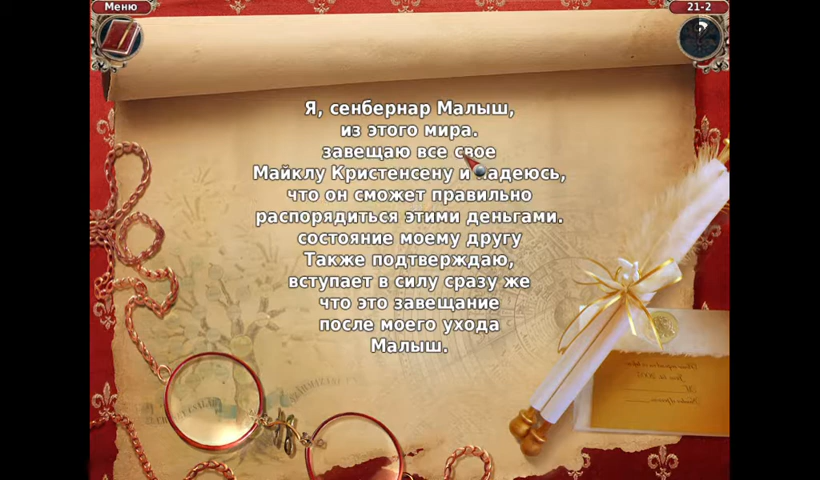 Меню
21-2
?
Я, сенбернар Малыш,
из этого мира.
завещаю все свое
Майклу Кристенсену и надеюсь,
что он сможет правильно
распорядиться этими деньгами.
состояние моему другу
Также подтверждаю,
вступает в силу сразу же
что это завещание
после моего ухода
Малыш.